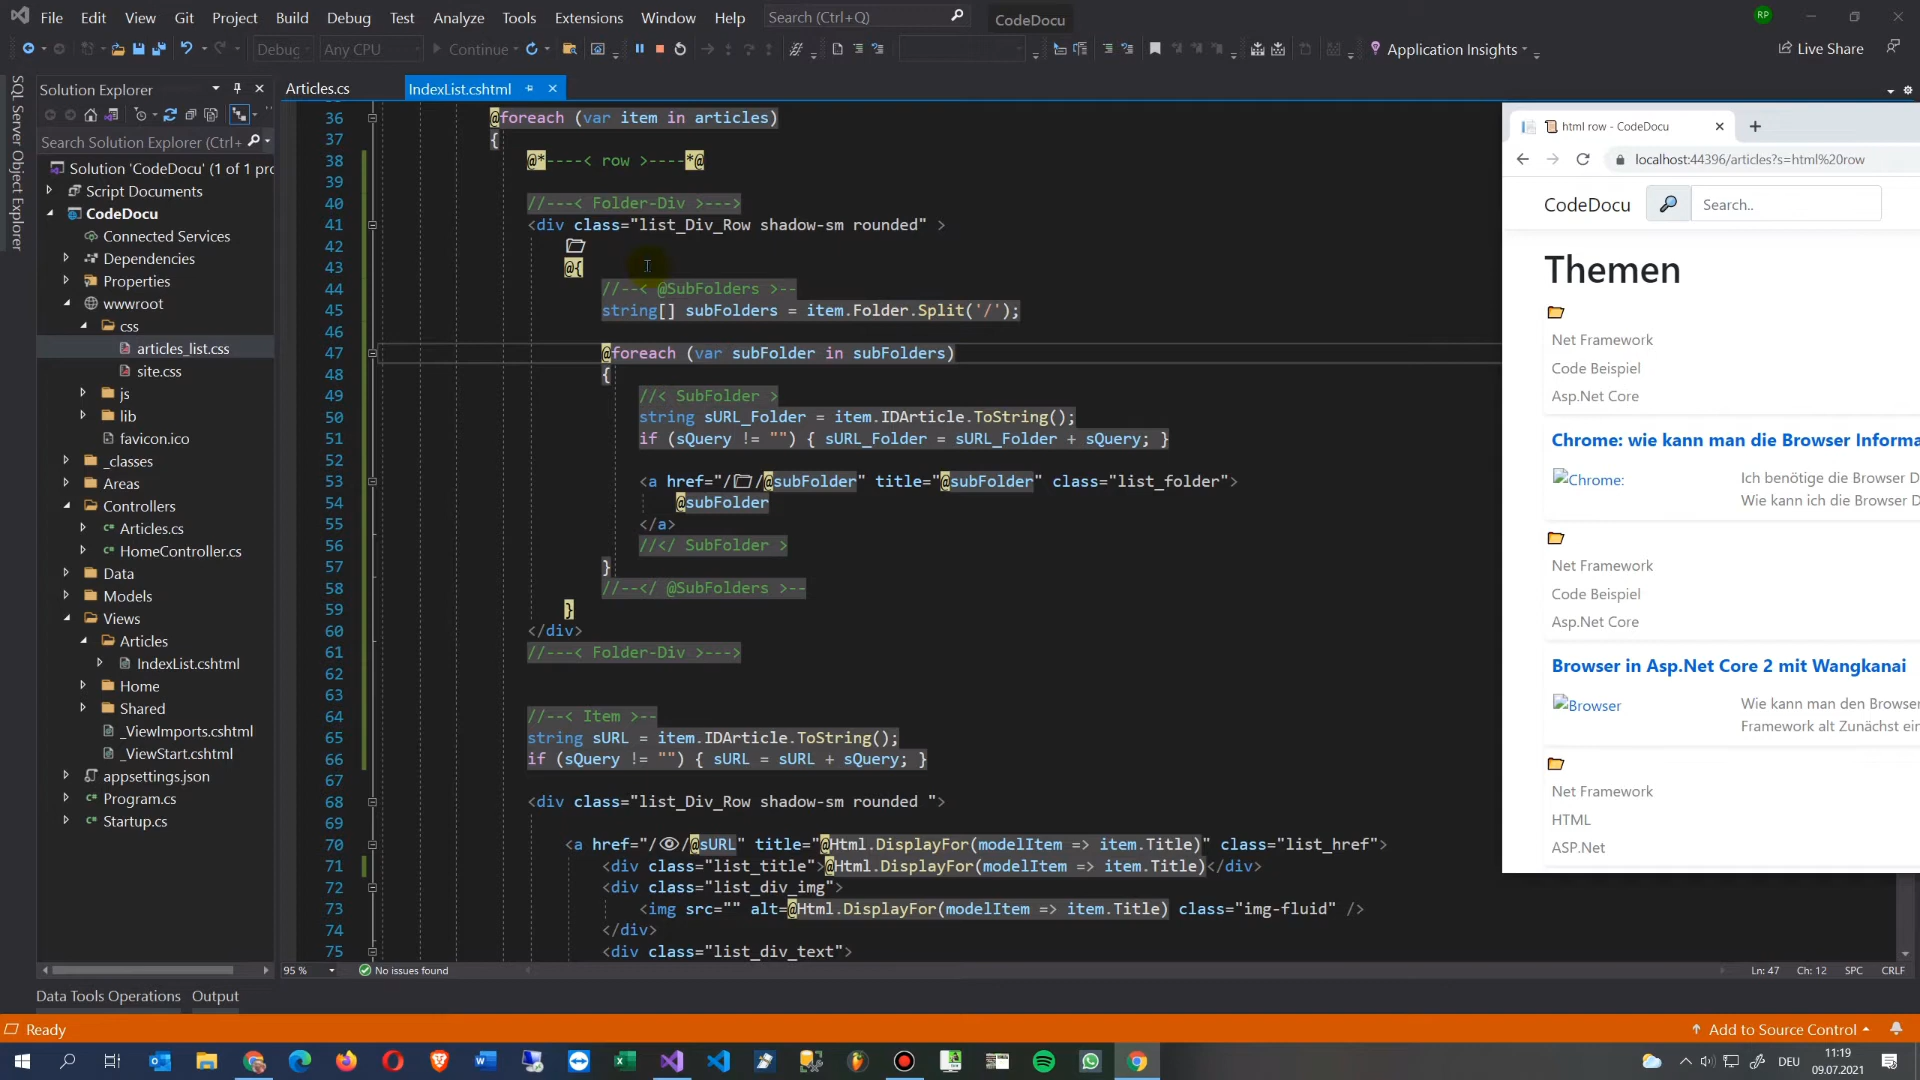 File Edit View Git Project Build Debug Test Analyze Tools Extensions Window Help Search (Ctrl+Q) CodeDocu RP
Debug Any CPU Continue Application Insights Live Share
SQL Server Object Explorer
Solution Explorer
Search Solution Explorer (Ctrl+
Solution 'CodeDocu' (1 of 1 pro
Script Documents
CodeDocu
Connected Services
Dependencies
Properties
wwwroot
css
articles_list.css
site.css
js
lib
favicon.ico
_classes
Areas
Controllers
Articles.cs
HomeController.cs
Data
Models
Views
Articles
IndexList.cshtml
Home
Shared
_ViewImports.cshtml
_ViewStart.cshtml
appsettings.json
Program.cs
Startup.cs
Articles.cs IndexList.cshtml
36 @foreach (var item in articles)
37 {
38 @*----< row >----*@
39
40 //---< Folder-Div >--->
41 <div class="list_Div_Row shadow-sm rounded" >
42 🗀
43 @{
44 //--< @SubFolders >--
45 string[] subFolders = item.Folder.Split('/');
46
47 @foreach (var subFolder in subFolders)
48 {
49 //< SubFolder >
50 string sURL_Folder = item.IDArticle.ToString();
51 if (sQuery != "") { sURL_Folder = sURL_Folder + sQuery; }
52
53 <a href="/🗀/@subFolder" title="@subFolder" class="list_folder">
54 @subFolder
55 </a>
56 //</ SubFolder >
57 }
58 //--</ @SubFolders >--
59 }
60 </div>
61 //---< Folder-Div >--->
62
63
64 //--< Item >--
65 string sURL = item.IDArticle.ToString();
66 if (sQuery != "") { sURL = sURL + sQuery; }
67
68 <div class="list_Div_Row shadow-sm rounded ">
69
70 <a href="/👁/@sURL" title="@Html.DisplayFor(modelItem => item.Title)" class="list_href">
71 <div class="list_title">@Html.DisplayFor(modelItem => item.Title)</div>
72 <div class="list_div_img">
73 <img src="" alt=@Html.DisplayFor(modelItem => item.Title) class="img-fluid" />
74 </div>
75 <div class="list_div_text">
95 % No issues found Ln: 47 Ch: 12 SPC CRLF
html row - CodeDocu
localhost:44396/articles?s=html%20row
CodeDocu Search..
Themen
Net Framework
Code Beispiel
Asp.Net Core
Chrome: wie kann man die Browser Informa
Chrome: Ich benötige die Browser D
Wie kann ich die Browser D
Net Framework
Code Beispiel
Asp.Net Core
Browser in Asp.Net Core 2 mit Wangkanai
Browser Wie kann man den Browser
Framework alt Zunächst ein
Net Framework
HTML
ASP.Net
Data Tools Operations Output
Ready Add to Source Control
DEU 11:19
09.07.2021